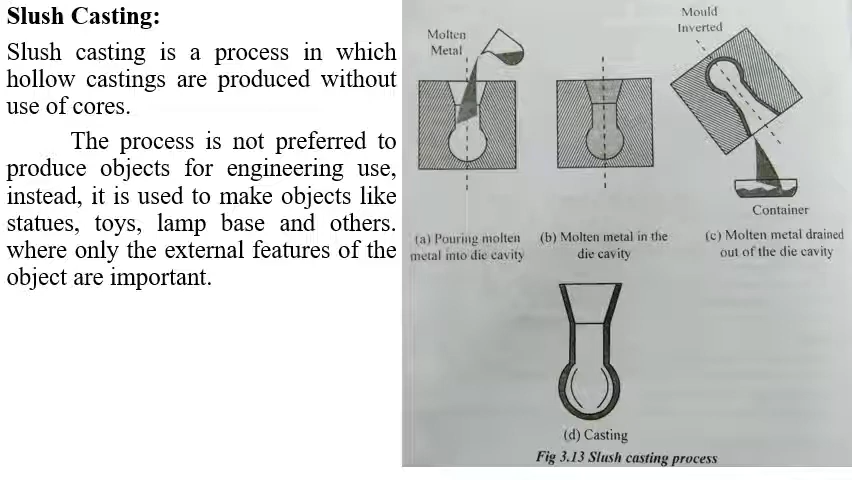 Slush Casting:
Slush casting is a process in which
hollow castings are produced without
use of cores.
The process is not preferred to
produce objects for engineering use,
instead, it is used to make objects like
statues, toys, lamp base and others.
where only the external features of the
object are important.
Molten
Metal
Mould
Inverted
Container
(a) Pouring molten
metal into die cavity
(b) Molten metal in the
die cavity
(c) Molten metal drained
out of the die cavity
(d) Casting
Fig 3.13 Slush casting process